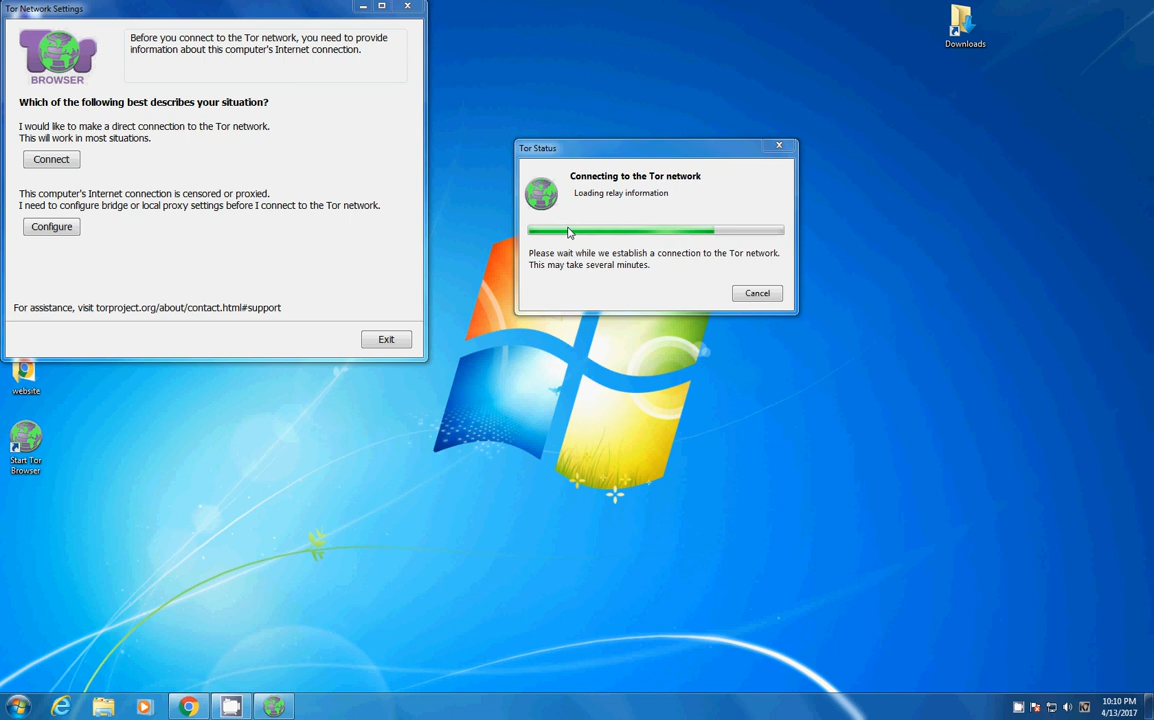 Tor Network Settings
Tor
BROWSER
Before you connect to the Tor network, you need to provide
information about this computer's Internet connection.
Which of the following best describes your situation?
I would like to make a direct connection to the Tor network.
This will work in most situations.
Connect
This computer's Internet connection is censored or proxied.
I need to configure bridge or local proxy settings before I connect to the Tor network.
Configure
For assistance, visit torproject.org/about/contact.html#support
Exit
Tor Status
Connecting to the Tor network
Loading relay information
Please wait while we establish a connection to the Tor network.
This may take several minutes.
Cancel
Downloads
website
Start Tor
Browser
10:10 PM
4/13/2017